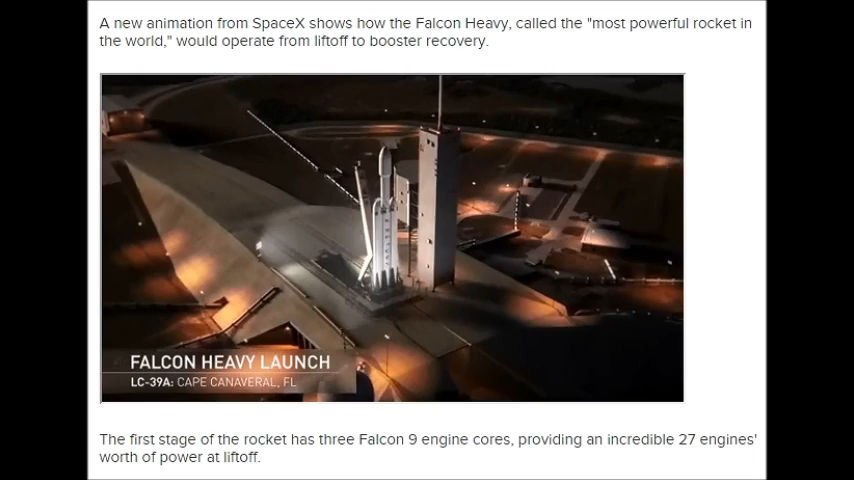 A new animation from SpaceX shows how the Falcon Heavy, called the "most powerful rocket in
the world," would operate from liftoff to booster recovery.
FALCON HEAVY LAUNCH
LC-39A: CAPE CANAVERAL, FL
The first stage of the rocket has three Falcon 9 engine cores, providing an incredible 27 engines'
worth of power at liftoff.